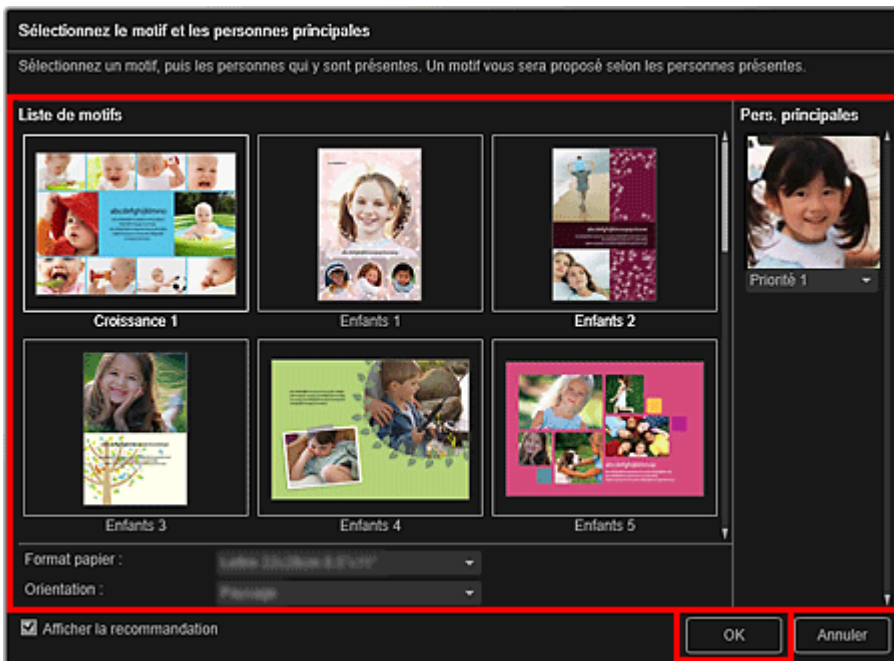 Sélectionnez le motif et les personnes principales
Sélectionnez un motif, puis les personnes qui y sont présentes. Un motif vous sera proposé selon les personnes présentes.
Liste de motifs
Pers. principales
Priorité 1
Croissance 1
Enfants 1
Enfants 2
Enfants 3
Enfants 4
Enfants 5
Format papier :
Orientation :
Afficher la recommandation
OK
Annuler